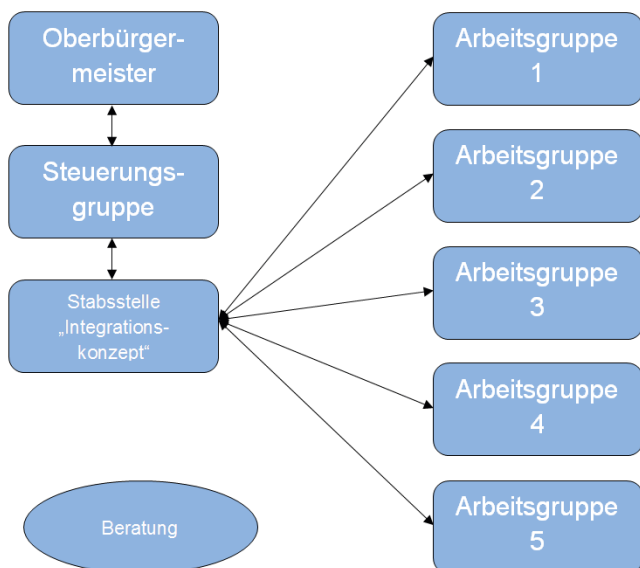 Oberbürger-
meister
Steuerungs-
gruppe
Stabsstelle
„Integrations-
konzept“
Beratung
Arbeitsgruppe
1
Arbeitsgruppe
2
Arbeitsgruppe
3
Arbeitsgruppe
4
Arbeitsgruppe
5